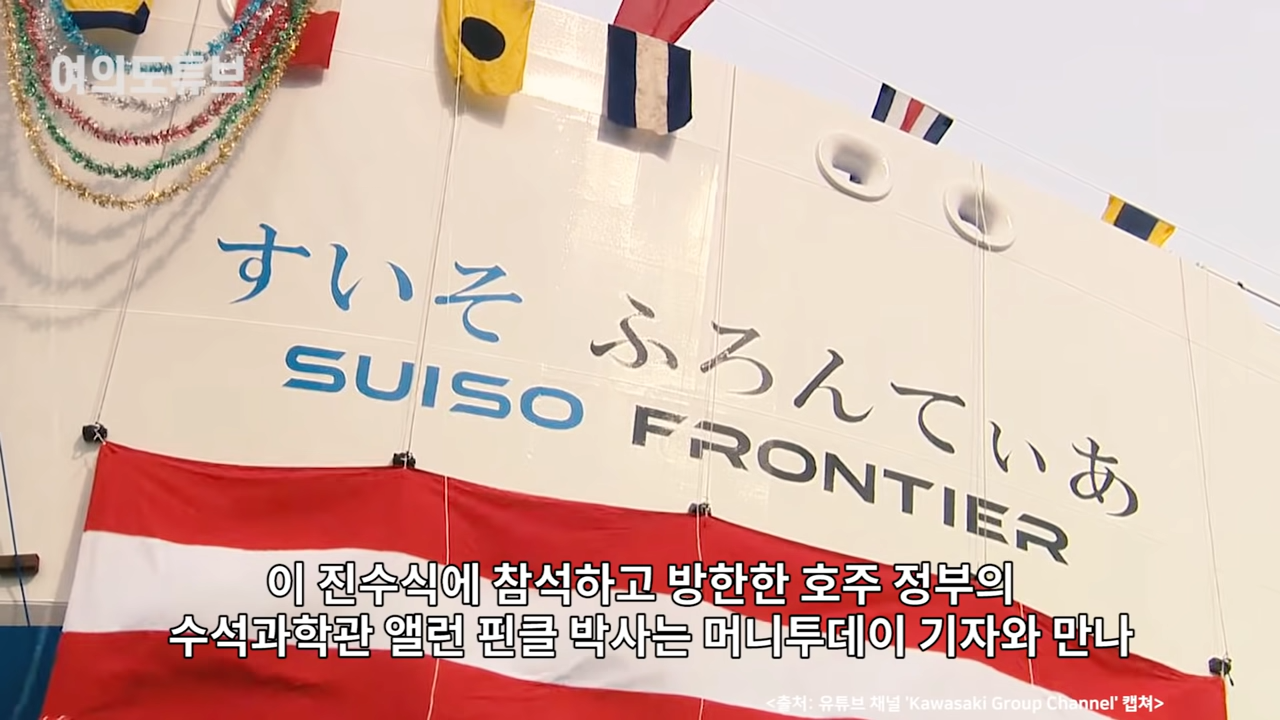 여의도튜브
すいそ ふろんてぃあ
SUISO FRONTIER
이 진수식에 참석하고 방한한 호주 정부의
수석과학관 앨런 핀클 박사는 머니투데이 기자와 만나
<출처: 유튜브 채널 'Kawasaki Group Channel' 캡쳐>